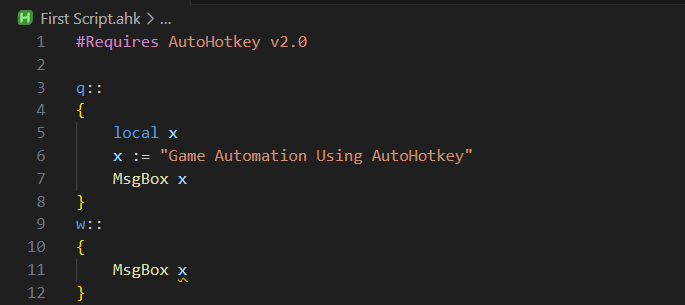 First Script.ahk > ...
1 #Requires AutoHotkey v2.0
2
3 q::
4 {
5 local x
6 x := "Game Automation Using AutoHotkey"
7 MsgBox x
8 }
9 w::
10 {
11 MsgBox x
12 }